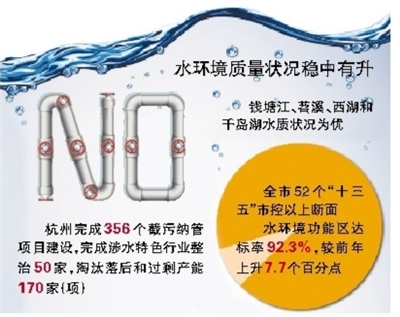 水环境质量状况稳中有升
钱塘江、苕溪、西湖和
千岛湖水质状况为优
NO
杭州完成356个截污纳管
项目建设，完成涉水特色行业整
治50家，淘汰落后和过剩产能
170家（项）
全市52个“十三
五”市控以上断面
水环境功能区达
标率92.3%，较前年
上升7.7个百分点